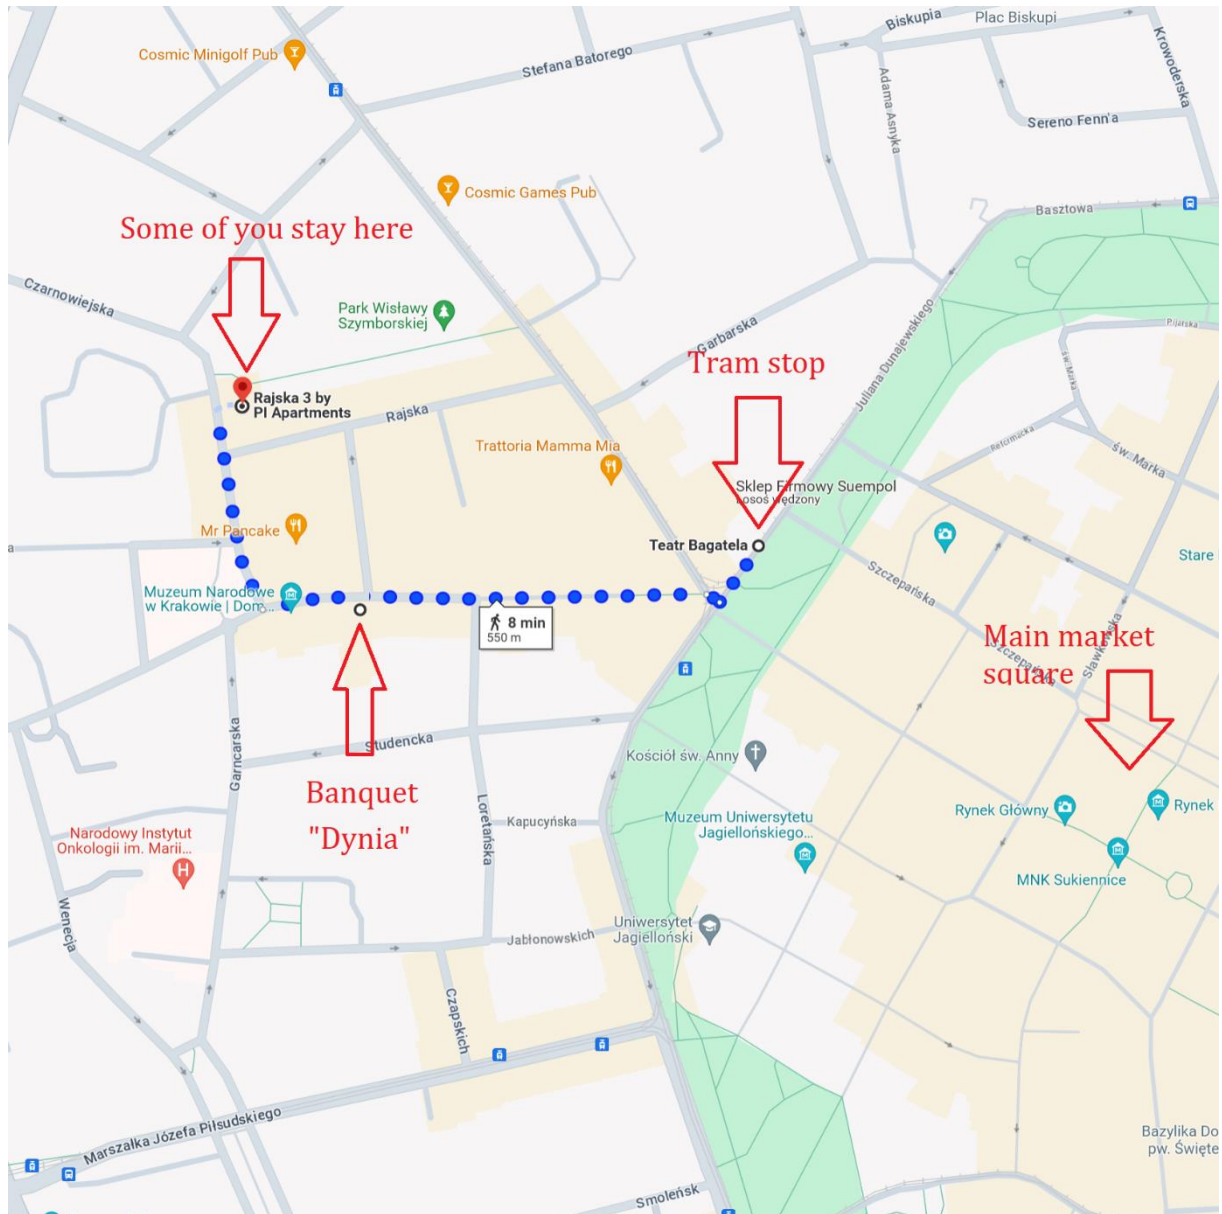 Biskupia
Plac Biskupi
Cosmic Minigolf Pub
Stefana Batorego
Krowoderska
Adama Asnyka
Sereno Fenn'a
Cosmic Games Pub
Basztowa
Some of you stay here
Czarnowiejska
Park Wisławy
Szymborskiej
Garbarska
Juliana Dunajewskiego
Pijarska
Tram stop
św. Marka
Rajska 3 by
PI Apartments
Rajska
Trattoria Mamma Mia
św. Marka
Sklep Firmowy Suempol
Łosoś wędzony
Mr Pancake
Teatr Bagatela
Stare
a
Szczepańska
Muzeum Narodowe
w Krakowie | Dom...
8 min
550 m
Sławkowska
Main market
square
Szczepańska
Garncarska
Studencka
Kościół św. Anny
Banquet
"Dynia"
Loretańska
Kapucyńska
Muzeum Uniwersytetu
Jagiellońskiego...
Rynek Główny
Rynek
Narodowy Instytut
Onkologii im. Marii...
H
MNK Sukiennice
Wenecja
Jabłonowskich
Uniwersytet
Jagielloński
Czapskich
Marszałka Józefa Piłsudskiego
Bazylika Do
pw. Święte
Smoleńsk